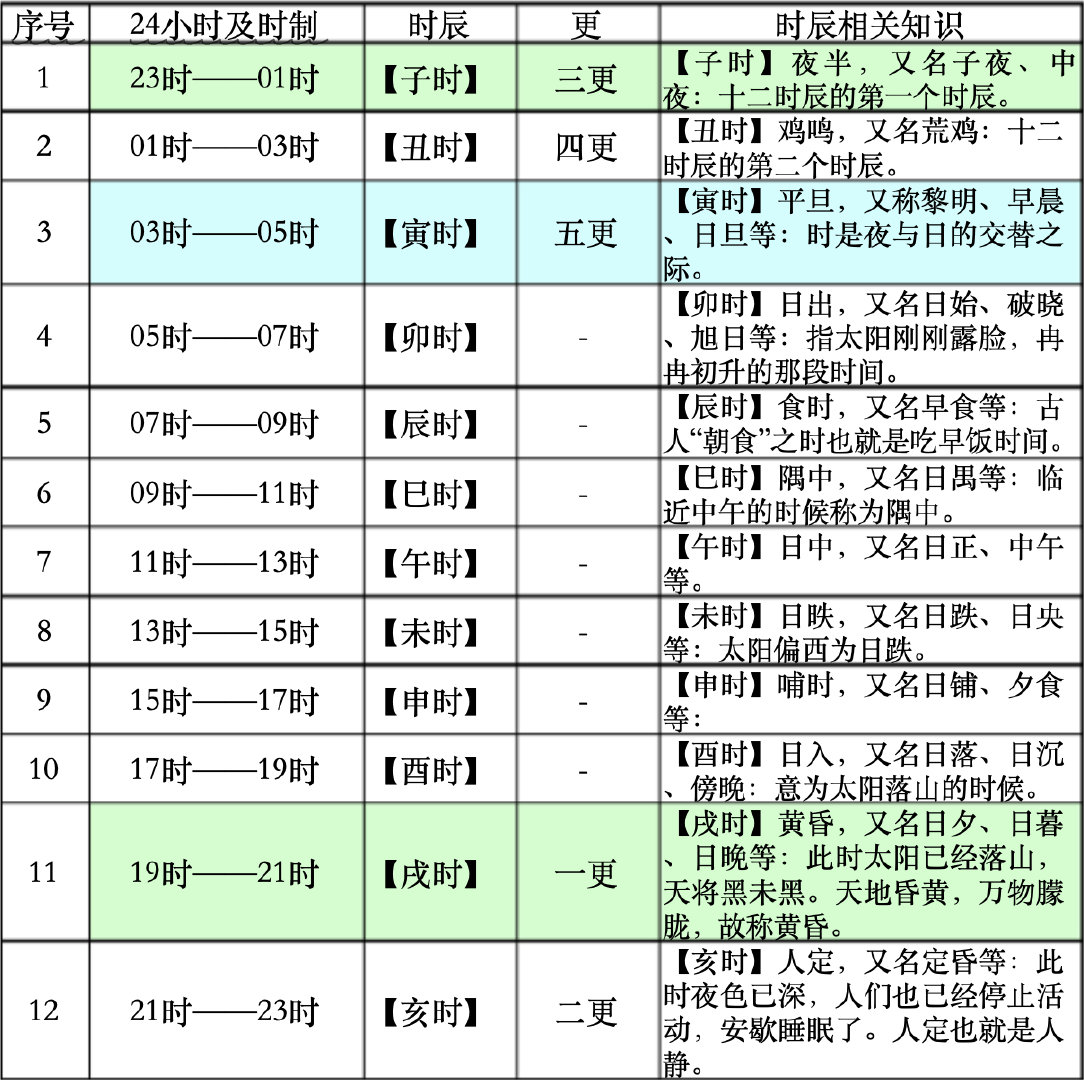 序号 24小时及时制 时辰 更 时辰相关知识
1 23时——01时 【子时】 三更 【子时】夜半，又名子夜、中
夜：十二时辰的第一个时辰。
2 01时——03时 【丑时】 四更 【丑时】鸡鸣，又名荒鸡：十二
时辰的第二个时辰。
3 03时——05时 【寅时】 五更 【寅时】平旦，又称黎明、早晨
、日旦等：时是夜与日的交替之
际。
4 05时——07时 【卯时】 - 【卯时】日出，又名日始、破晓
、旭日等：指太阳刚刚露脸，冉
冉初升的那段时间。
5 07时——09时 【辰时】 - 【辰时】食时，又名早食等：古
人“朝食”之时也就是吃早饭时间。
6 09时——11时 【巳时】 - 【巳时】隅中，又名日禺等：临
近中午的时候称为隅中。
7 11时——13时 【午时】 - 【午时】日中，又名日正、中午
等。
8 13时——15时 【未时】 - 【未时】日昳，又名日跌、日央
等：太阳偏西为日跌。
9 15时——17时 【申时】 - 【申时】哺时，又名日铺、夕食
等：
10 17时——19时 【酉时】 - 【酉时】日入，又名日落、日沉
、傍晚：意为太阳落山的时候。
11 19时——21时 【戌时】 一更 【戌时】黄昏，又名日夕、日暮
、日晚等：此时太阳已经落山，
天将黑未黑。天地昏黄，万物朦
胧，故称黄昏。
12 21时——23时 【亥时】 二更 【亥时】人定，又名定昏等：此
时夜色已深，人们也已经停止活
动，安歇睡眠了。人定也就是人
静。